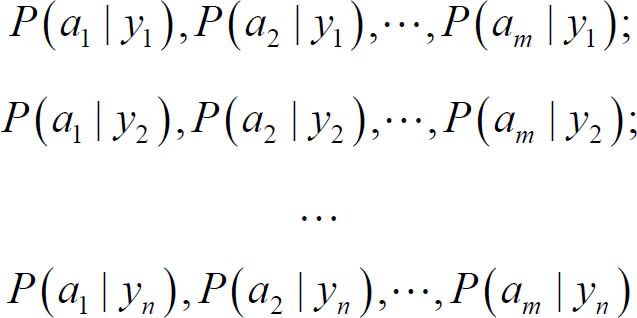 P(a₁ | y₁), P(a₂ | y₁), ⋯, P(aₘ | y₁);
P(a₁ | y₂), P(a₂ | y₂), ⋯, P(aₘ | y₂);
⋯
P(a₁ | yₙ), P(a₂ | yₙ), ⋯, P(aₘ | yₙ)